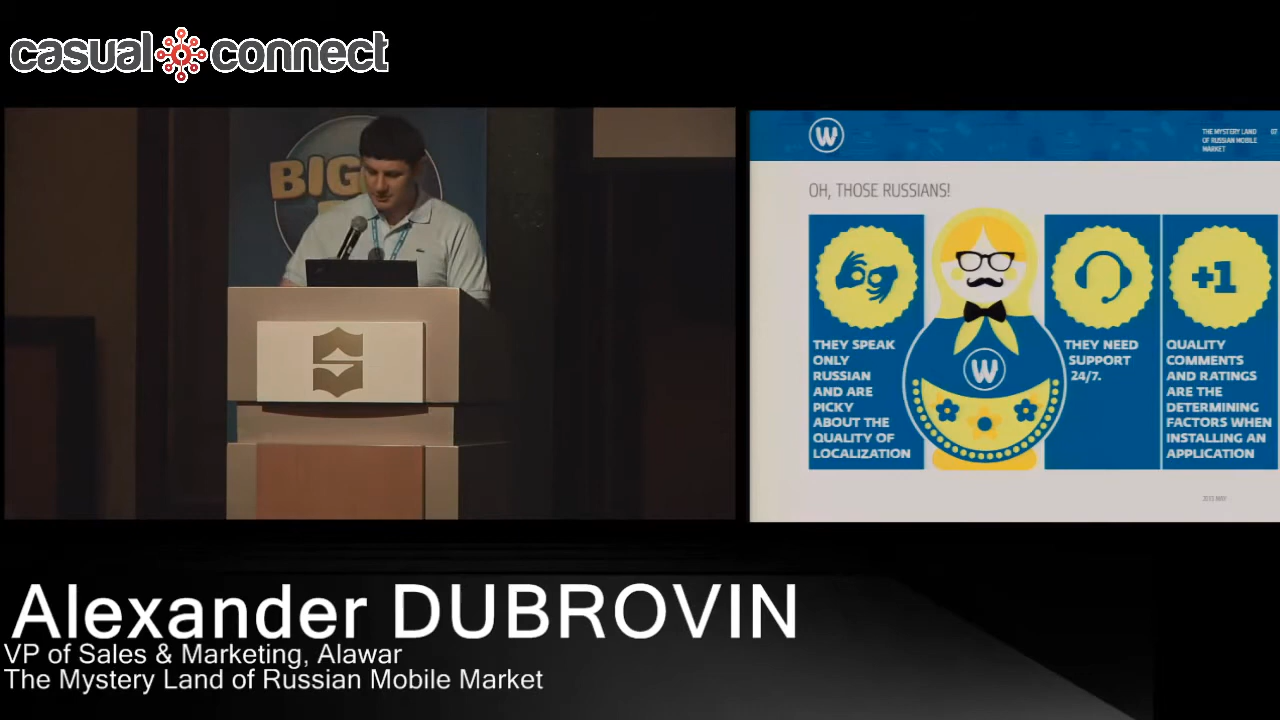 casual connect
BIG
W
THE MYSTERY LAND
OF RUSSIAN MOBILE
MARKET
07
OH, THOSE RUSSIANS!
THEY SPEAK
ONLY
RUSSIAN
AND ARE
PICKY
ABOUT THE
QUALITY OF
LOCALIZATION
W
THEY NEED
SUPPORT
24/7.
+1
QUALITY
COMMENTS
AND RATINGS
ARE THE
DETERMINING
FACTORS WHEN
INSTALLING AN
APPLICATION
Alexander DUBROVIN
VP of Sales & Marketing, Alawar
The Mystery Land of Russian Mobile Market